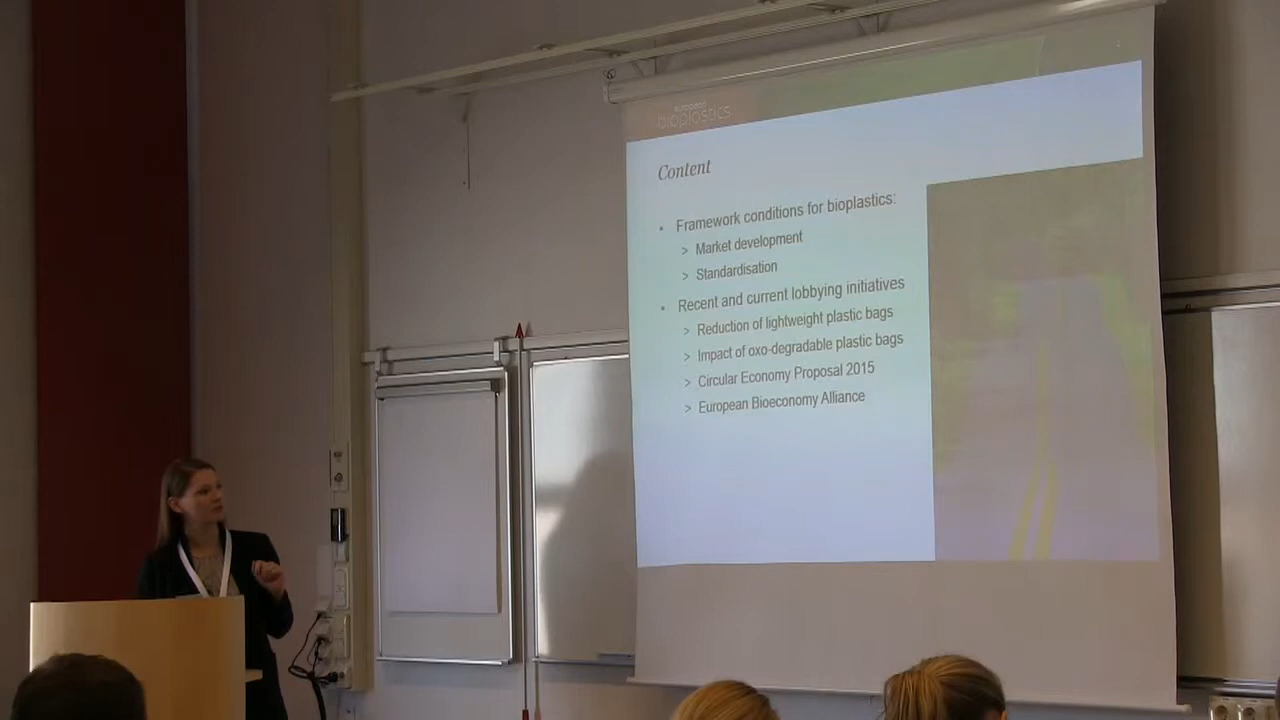 european
bioplastics
Content
• Framework conditions for bioplastics:
> Market development
> Standardisation
• Recent and current lobbying initiatives
> Reduction of lightweight plastic bags
> Impact of oxo-degradable plastic bags
> Circular Economy Proposal 2015
> European Bioeconomy Alliance